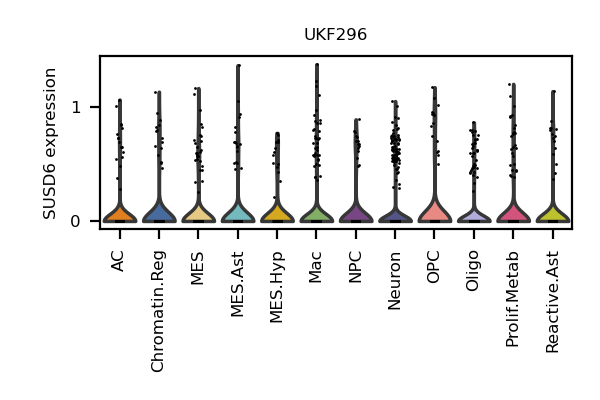 UKF296
SUSD6 expression
1
0
AC
Chromatin.Reg
MES
MES.Ast
MES.Hyp
Mac
NPC
Neuron
OPC
Oligo
Prolif.Metab
Reactive.Ast